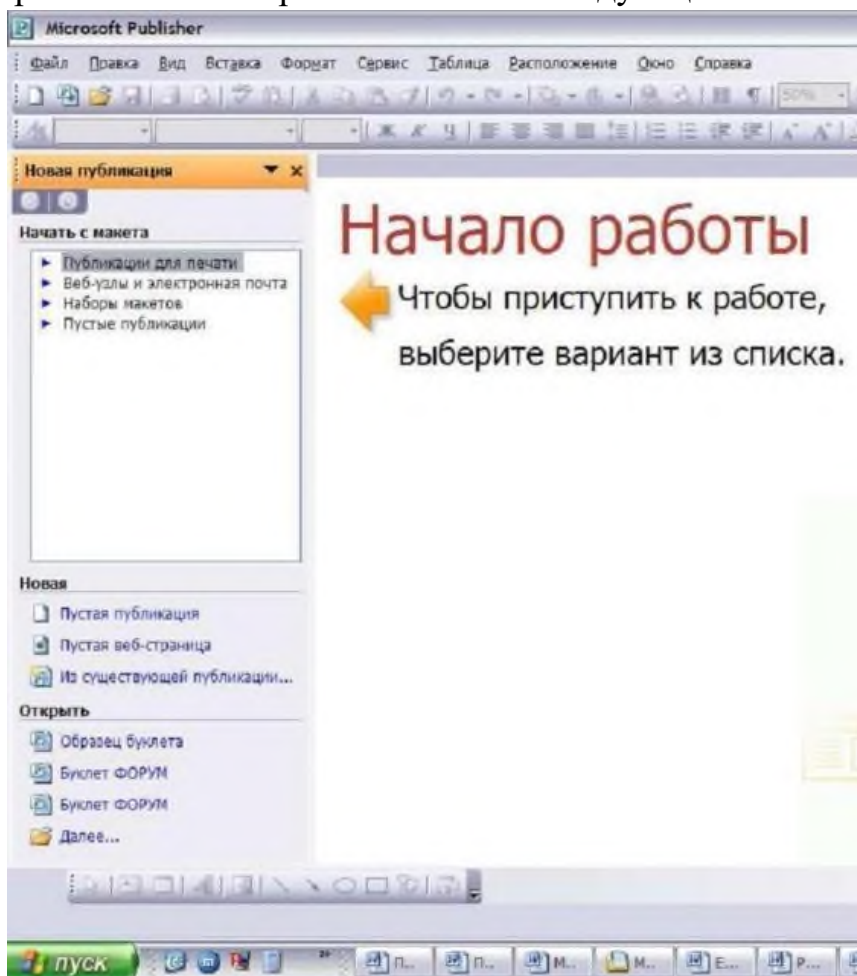 Microsoft Publisher
Файл Правка Вид Вставка Формат Сервис Таблица Расположение Окно Справка
50%
Ж К Ч
Новая публикация
Начать с макета
Публикации для печати
Веб-узлы и электронная почта
Наборы макетов
Пустые публикации
Начало работы
Чтобы приступить к работе,
выберите вариант из списка.
Новая
Пустая публикация
Пустая веб-страница
Из существующей публикации...
Открыть
Образец буклета
Буклет ФОРУМ
Буклет ФОРУМ
Далее...
пуск
П... П... М... М... Е... Р...